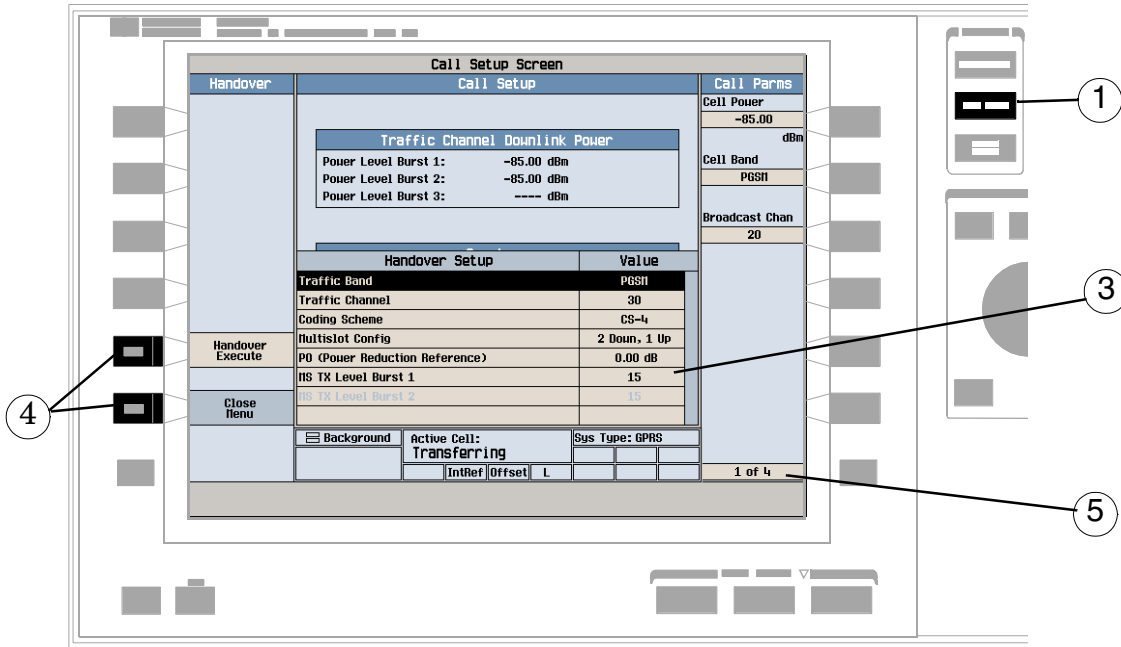 Call Setup Screen
Handover
Call Setup
Call Parms
Cell Power
-85.00
dBm
Cell Band
PGSM
Broadcast Chan
20
Traffic Channel Downlink Power
Power Level Burst 1: -85.00 dBm
Power Level Burst 2: -85.00 dBm
Power Level Burst 3: ---- dBm
Handover Setup Value
Traffic Band PGSM
Traffic Channel 30
Coding Scheme CS-4
Multislot Config 2 Down, 1 Up
P0 (Power Reduction Reference) 0.00 dB
MS TX Level Burst 1 15
MS TX Level Burst 2 15
Handover
Execute
Close
Menu
Background
Active Cell:
Transferring
Sys Type: GPRS
IntRef Offset L
1 of 4
1
3
4
5